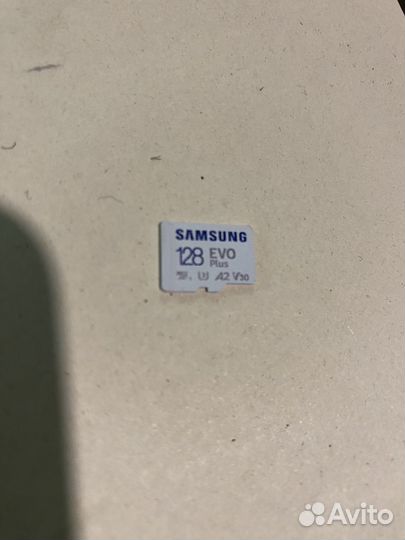 SAMSUNG
128 EVO
Plus
U3 A2 V30
Avito